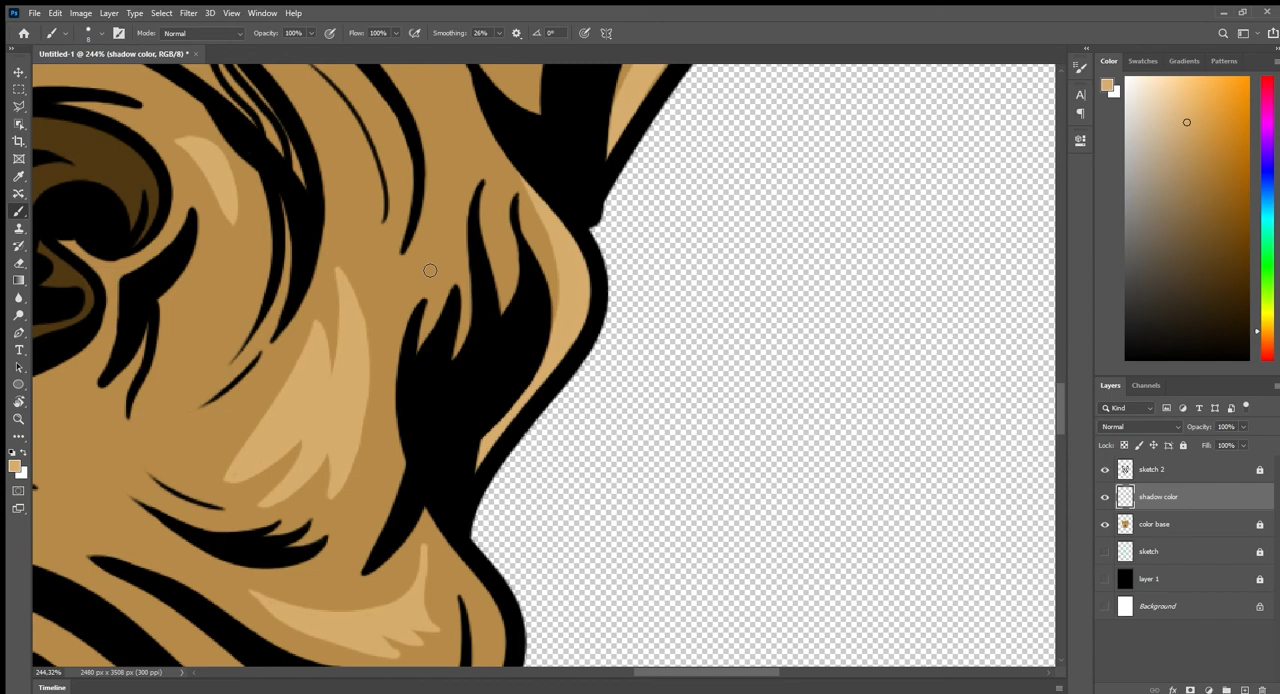 Ps File Edit Image Layer Type Select Filter 3D View Window Help
8 Mode: Normal Opacity: 100% Flow: 100% Smoothing: 26% 0°
Untitled-1 @ 244% (shadow color, RGB/8) * ×
Color Swatches Gradients Patterns
Layers Channels
Kind
Normal Opacity: 100%
Lock: Fill: 100%
sketch 2
shadow color
color base
sketch
layer 1
Background
244,32% 2480 px x 3508 px (300 ppi)
Timeline
fx